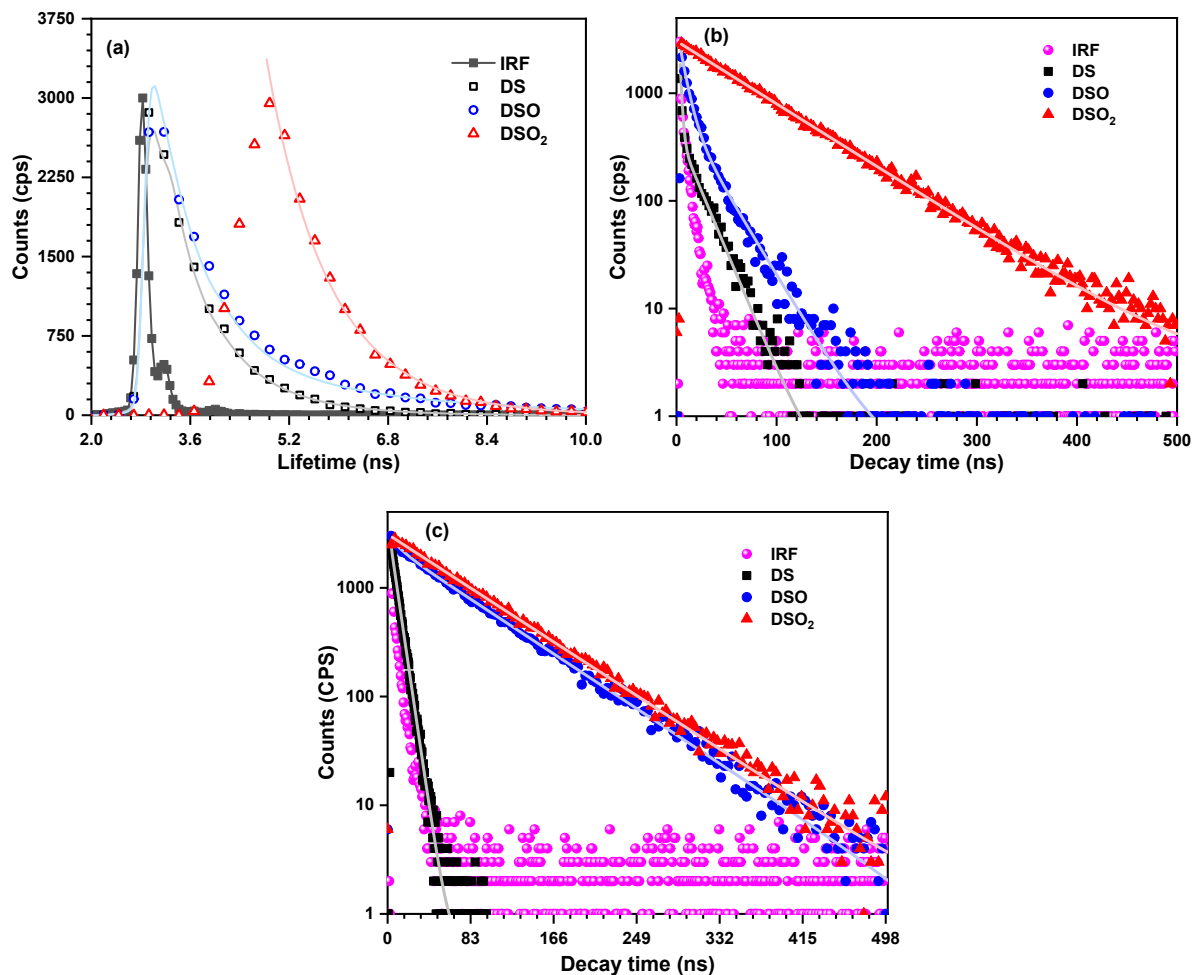 (a)
IRF
DS
DSO
DSO₂
3750
3000
2250
1500
750
0
Counts (cps)
2.0 3.6 5.2 6.8 8.4 10.0
Lifetime (ns)
(b)
IRF
DS
DSO
DSO₂
1000
100
10
1
Counts (cps)
0 100 200 300 400 500
Decay time (ns)
(c)
IRF
DS
DSO
DSO₂
1000
100
10
1
Counts (CPS)
0 83 166 249 332 415 498
Decay time (ns)